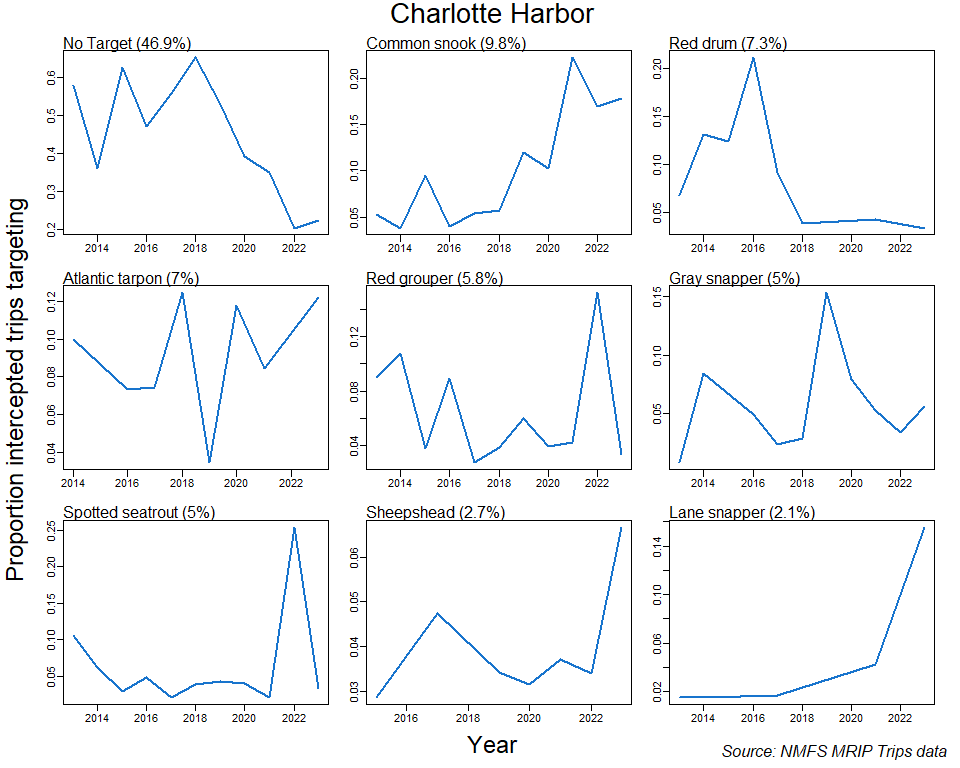 Charlotte Harbor
Proportion intercepted trips targeting
No Target (46.9%)
0.6
0.5
0.4
0.3
0.2
2014 2016 2018 2020 2022
Common snook (9.8%)
0.20
0.15
0.10
0.05
2014 2016 2018 2020 2022
Red drum (7.3%)
0.20
0.15
0.10
0.05
2014 2016 2018 2020 2022
Atlantic tarpon (7%)
0.12
0.10
0.08
0.06
0.04
2014 2016 2018 2020 2022
Red grouper (5.8%)
0.12
0.08
0.04
2014 2016 2018 2020 2022
Gray snapper (5%)
0.15
0.10
0.05
2014 2016 2018 2020 2022
Spotted seatrout (5%)
0.25
0.20
0.15
0.10
0.05
2014 2016 2018 2020 2022
Sheepshead (2.7%)
0.06
0.05
0.04
0.03
2016 2018 2020 2022
Lane snapper (2.1%)
0.14
0.10
0.06
0.02
2014 2016 2018 2020 2022
Year
Source: NMFS MRIP Trips data